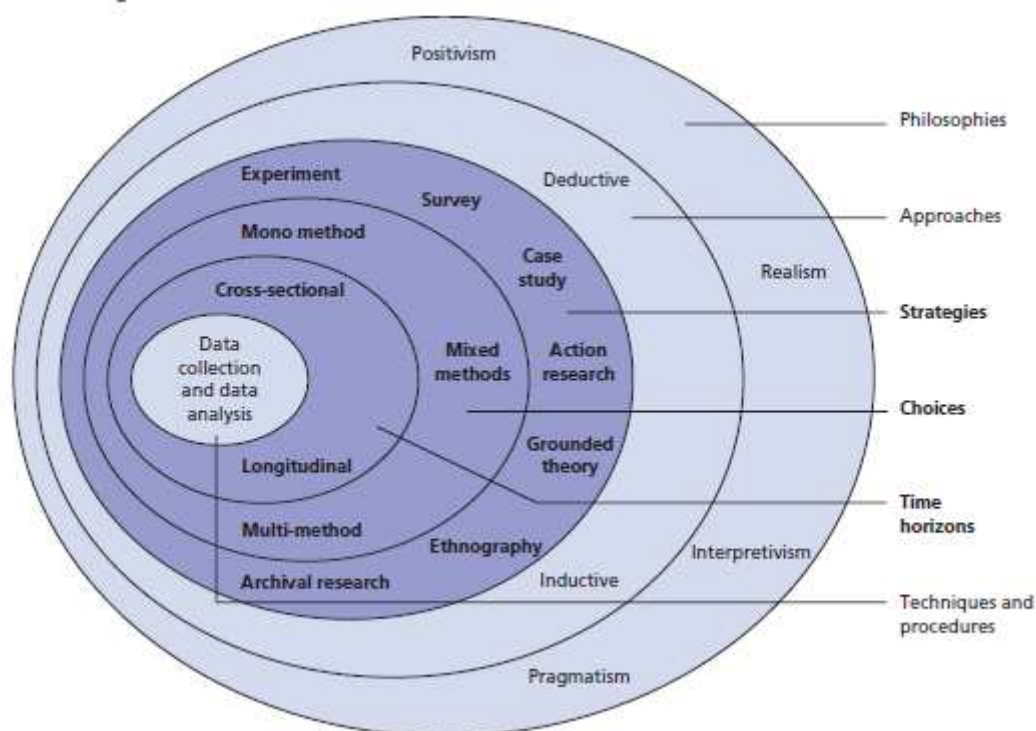 Positivism
Philosophies
Experiment
Deductive
Survey
Approaches
Mono method
Case
study
Realism
Cross-sectional
Strategies
Data
collection
and data
analysis
Mixed
methods
Action
research
Choices
Grounded
theory
Longitudinal
Time
horizons
Multi-method
Ethnography
Interpretivism
Archival research
Inductive
Techniques and
procedures
Pragmatism